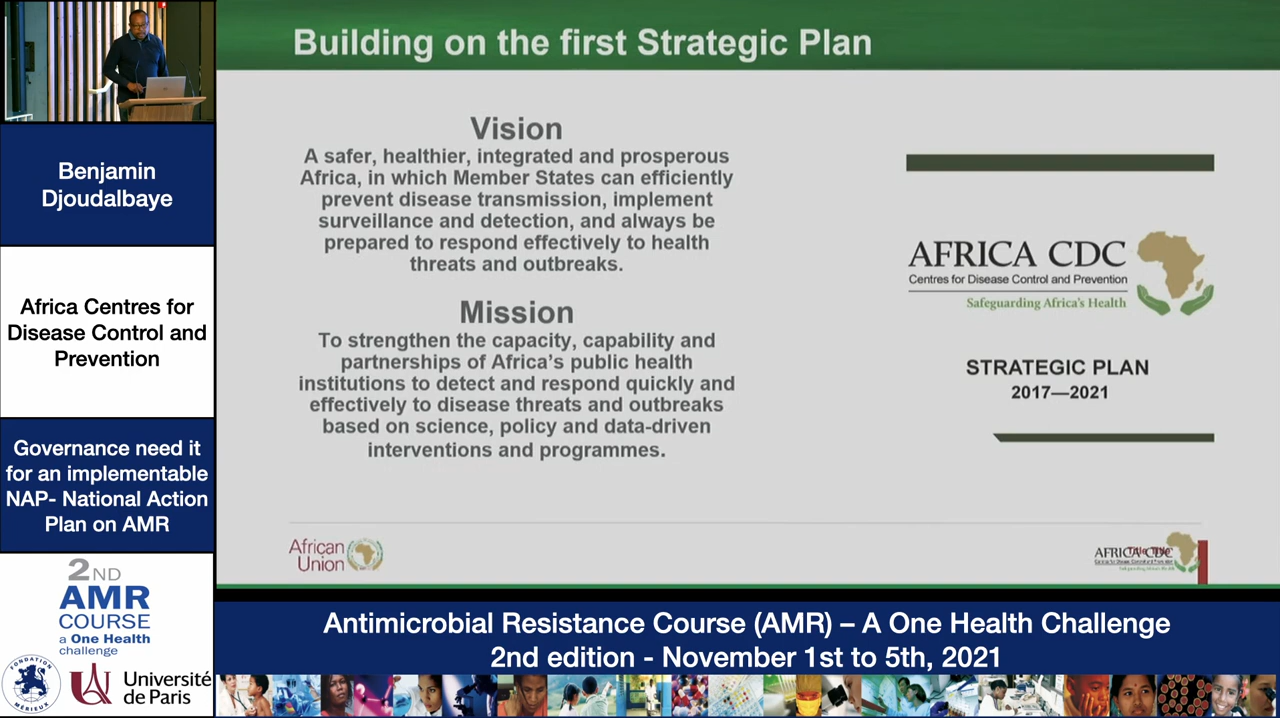 Building on the first Strategic Plan
Vision
A safer, healthier, integrated and prosperous
Africa, in which Member States can efficiently
prevent disease transmission, implement
surveillance and detection, and always be
prepared to respond effectively to health
threats and outbreaks.
Mission
To strengthen the capacity, capability and
partnerships of Africa's public health
institutions to detect and respond quickly and
effectively to disease threats and outbreaks
based on science, policy and data-driven
interventions and programmes.
AFRICA CDC
Centres for Disease Control and Prevention
Safeguarding Africa's Health
STRATEGIC PLAN
2017—2021
African
Union
AFRICA CDC
Benjamin
Djoudalbaye
Africa Centres for
Disease Control and
Prevention
Governance need it
for an implementable
NAP- National Action
Plan on AMR
2ND
AMR
COURSE
a One Health
challenge
FONDATION
MÉRIEUX
Université
de Paris
Antimicrobial Resistance Course (AMR) – A One Health Challenge
2nd edition - November 1st to 5th, 2021